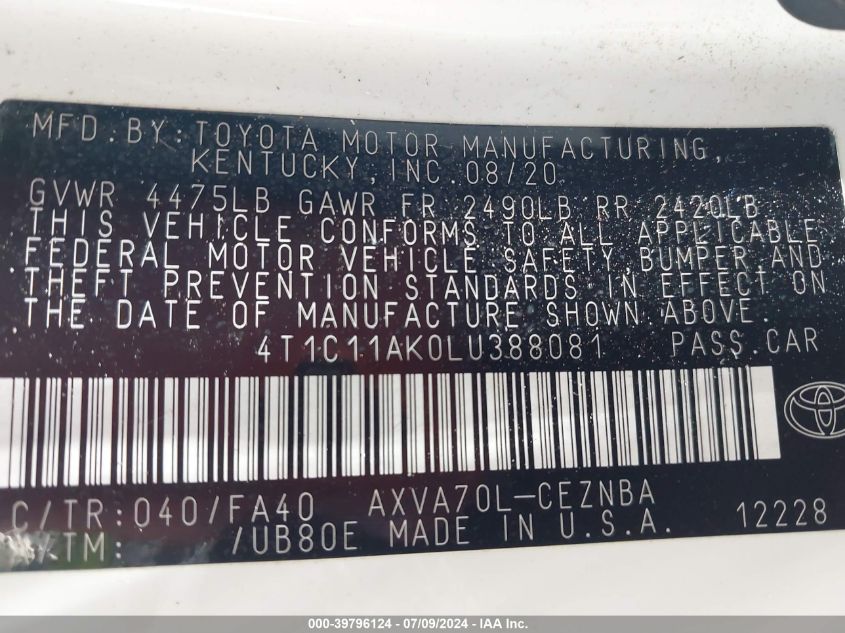 MFD. BY: TOYOTA MOTOR MANUFACTURING,
KENTUCKY, INC. 08/20
GVWR 4475LB GAWR FR 2490LB RR 2420LB
THIS VEHICLE CONFORMS TO ALL APPLICABLE
FEDERAL MOTOR VEHICLE SAFETY, BUMPER AND
THEFT PREVENTION STANDARDS IN EFFECT ON
THE DATE OF MANUFACTURE SHOWN ABOVE.
4T1C11AK0LU388081 PASS.CAR
C/TR:040/FA40 AXVA70L-CEZNBA
/TM: /UB80E MADE IN U.S.A. 12228
000-39796124 - 07/09/2024 - IAA Inc.